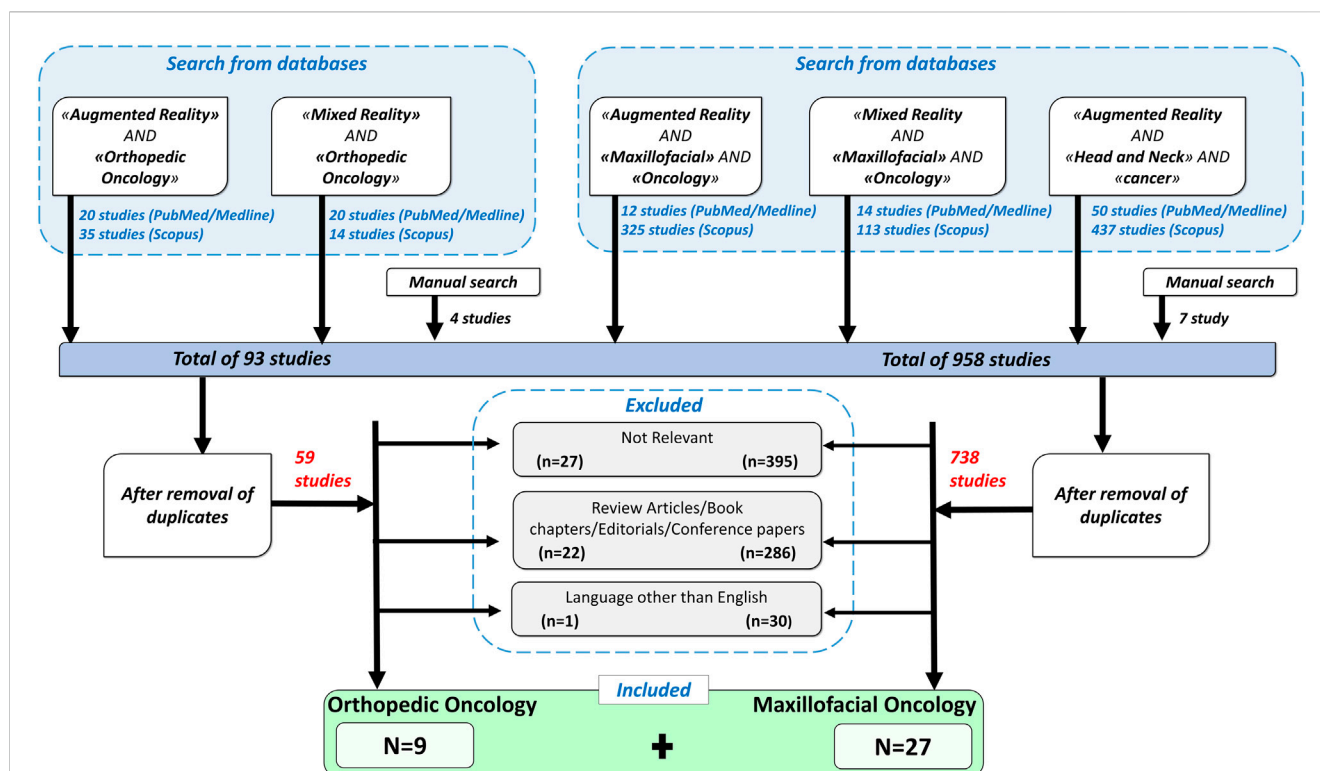 Search from databases
«Augmented Reality»
AND
«Orthopedic
Oncology»
20 studies (PubMed/Medline)
35 studies (Scopus)
«Mixed Reality»
AND
«Orthopedic
Oncology»
20 studies (PubMed/Medline)
14 studies (Scopus)
Manual search
4 studies
Search from databases
«Augmented Reality
AND
«Maxillofacial» AND
«Oncology»
12 studies (PubMed/Medline)
325 studies (Scopus)
«Mixed Reality
AND
«Maxillofacial» AND
«Oncology»
14 studies (PubMed/Medline)
113 studies (Scopus)
«Augmented Reality
AND
«Head and Neck» AND
«cancer»
50 studies (PubMed/Medline)
437 studies (Scopus)
Manual search
7 study
Total of 93 studies
Total of 958 studies
After removal of
duplicates
59
studies
Excluded
Not Relevant
(n=27) (n=395)
Review Articles/Book
chapters/Editorials/Conference papers
(n=22) (n=286)
Language other than English
(n=1) (n=30)
738
studies
After removal of
duplicates
Included
Orthopedic Oncology
N=9
+
Maxillofacial Oncology
N=27